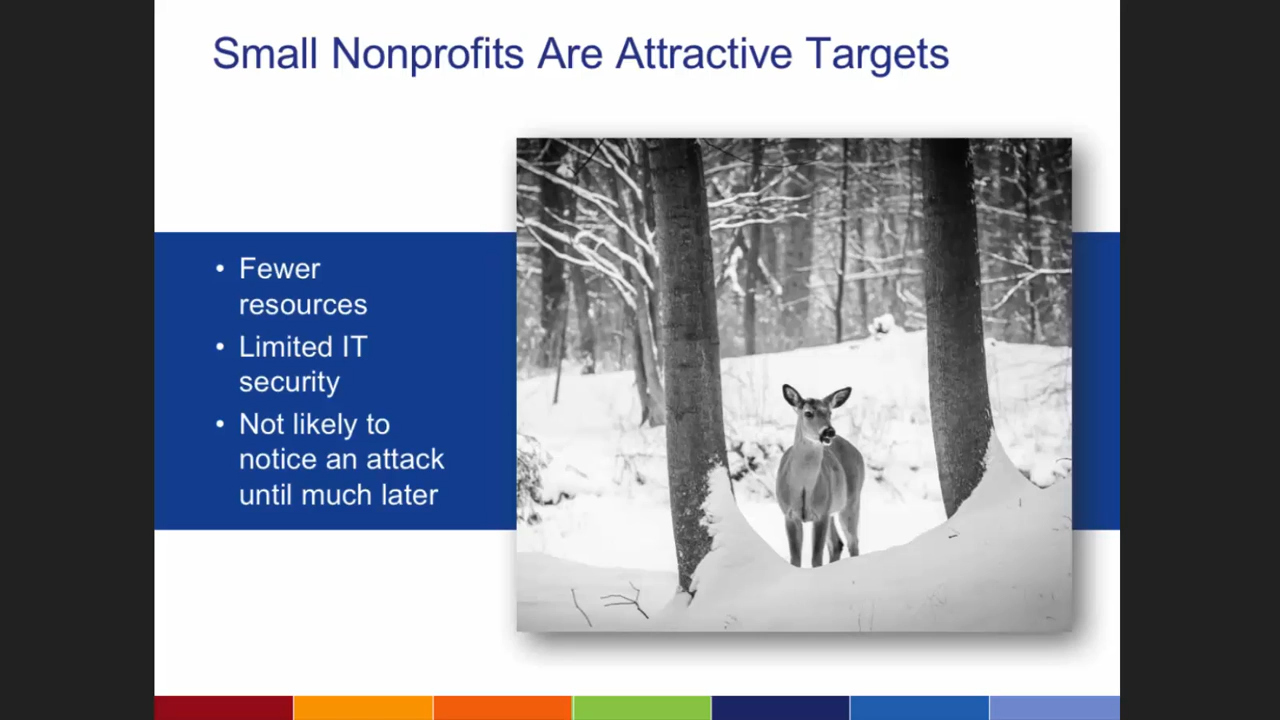 Small Nonprofits Are Attractive Targets
• Fewer
resources
• Limited IT
security
• Not likely to
notice an attack
until much later